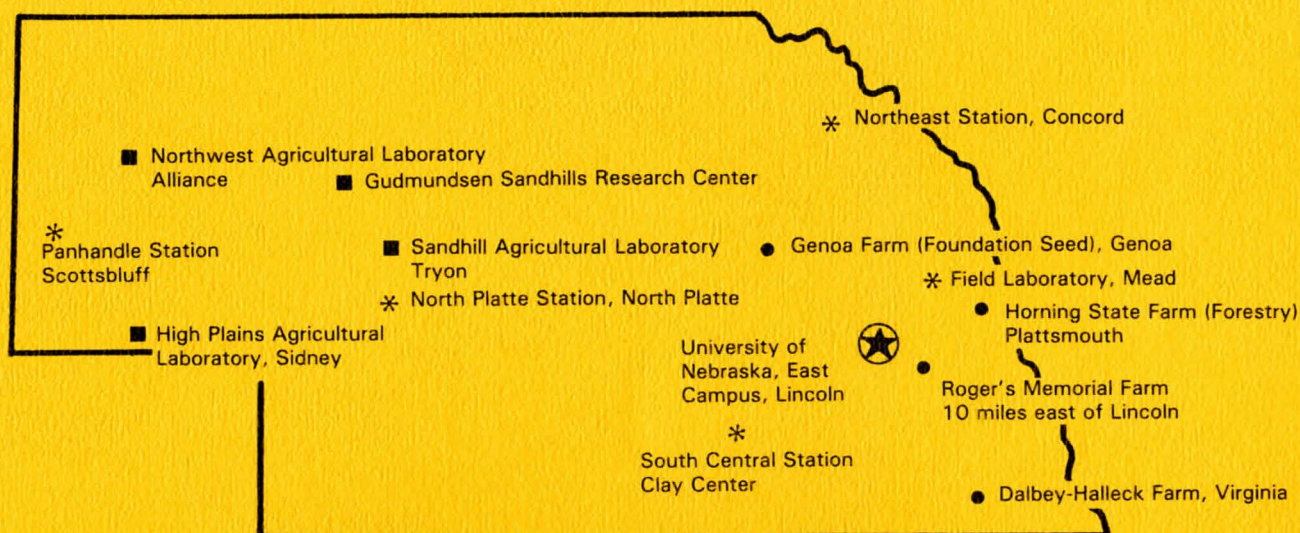 Northeast Station, Concord
Northwest Agricultural Laboratory
Alliance
Gudmundsen Sandhills Research Center
Panhandle Station
Scottsbluff
Sandhill Agricultural Laboratory
Tryon
Genoa Farm (Foundation Seed), Genoa
Field Laboratory, Mead
North Platte Station, North Platte
Horning State Farm (Forestry)
Plattsmouth
High Plains Agricultural
Laboratory, Sidney
University of
Nebraska, East
Campus, Lincoln
Roger's Memorial Farm
10 miles east of Lincoln
South Central Station
Clay Center
Dalbey-Halleck Farm, Virginia